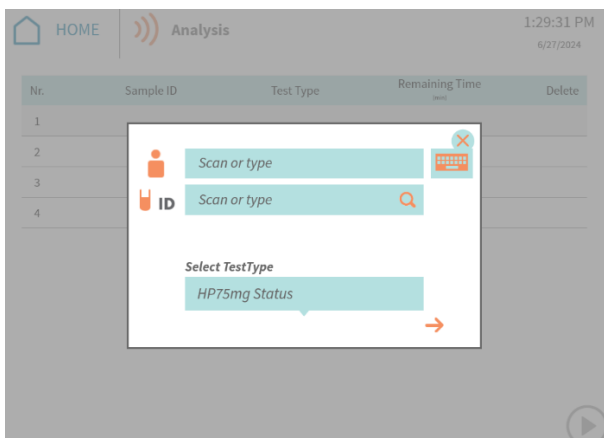 HOME
Analysis
1:29:31 PM
6/27/2024
Nr. Sample ID Test Type Remaining Time Delete
1
2
3
4
Scan or type
ID Scan or type
Select TestType
HP75mg Status